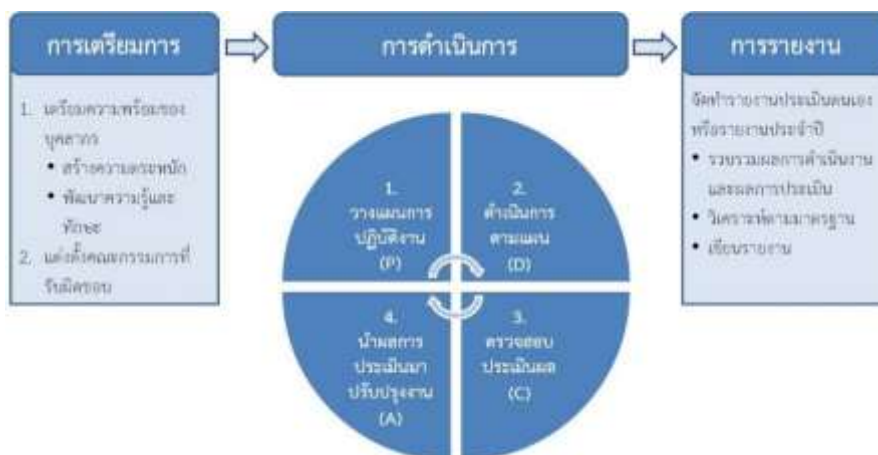 การเตรียมการ
1. เตรียมความพร้อมของ
บุคลากร
• สร้างความตระหนัก
• พัฒนาความรู้และ
ทักษะ
2. แต่งตั้งคณะกรรมการที่
รับผิดชอบ
การดำเนินการ
1.
วางแผนการ
ปฏิบัติงาน
(P)
2.
ดำเนินการ
ตามแผน
(D)
4.
นำผลการ
ประเมินมา
ปรับปรุงงาน
(A)
3.
ตรวจสอบ
ประเมินผล
(C)
การรายงาน
จัดทำรายงานประเมินตนเอง
หรือรายงานประจำปี
• รวบรวมผลการดำเนินงาน
และผลการประเมิน
• วิเคราะห์ตามมาตรฐาน
• เขียนรายงาน